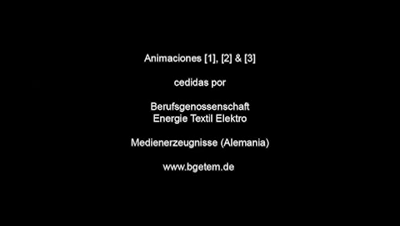 Animaciones [1], [2] & [3]
cedidas por
Berufsgenossenschaft
Energie Textil Elektro
Medienerzeugnisse (Alemania)
www.bgetem.de